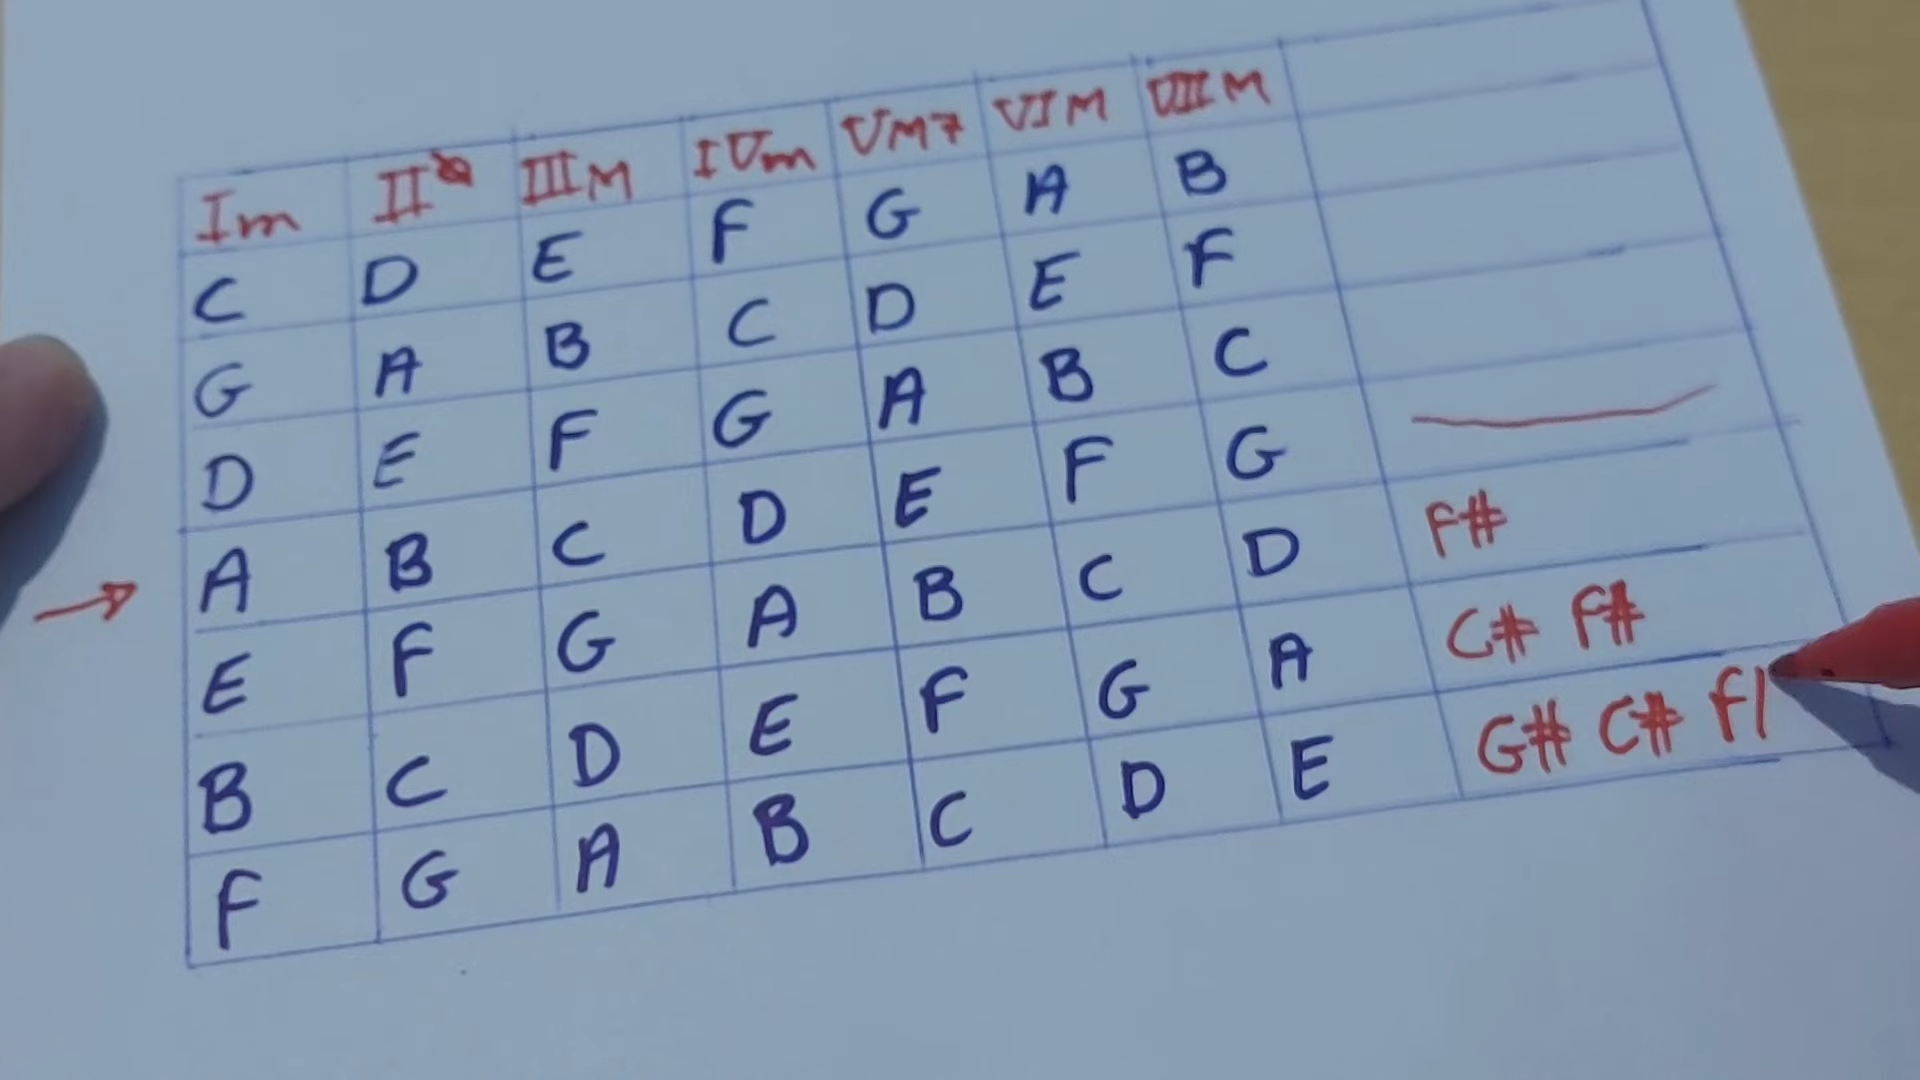 Im II IIIM IVm VM7 VIM VIIM
C D E F G A B
G A B C D E F
D E F G A B C
A B C D E F G
E F G A B C D F#
B C D E F G A C# F#
F G A B C D E G# C# F